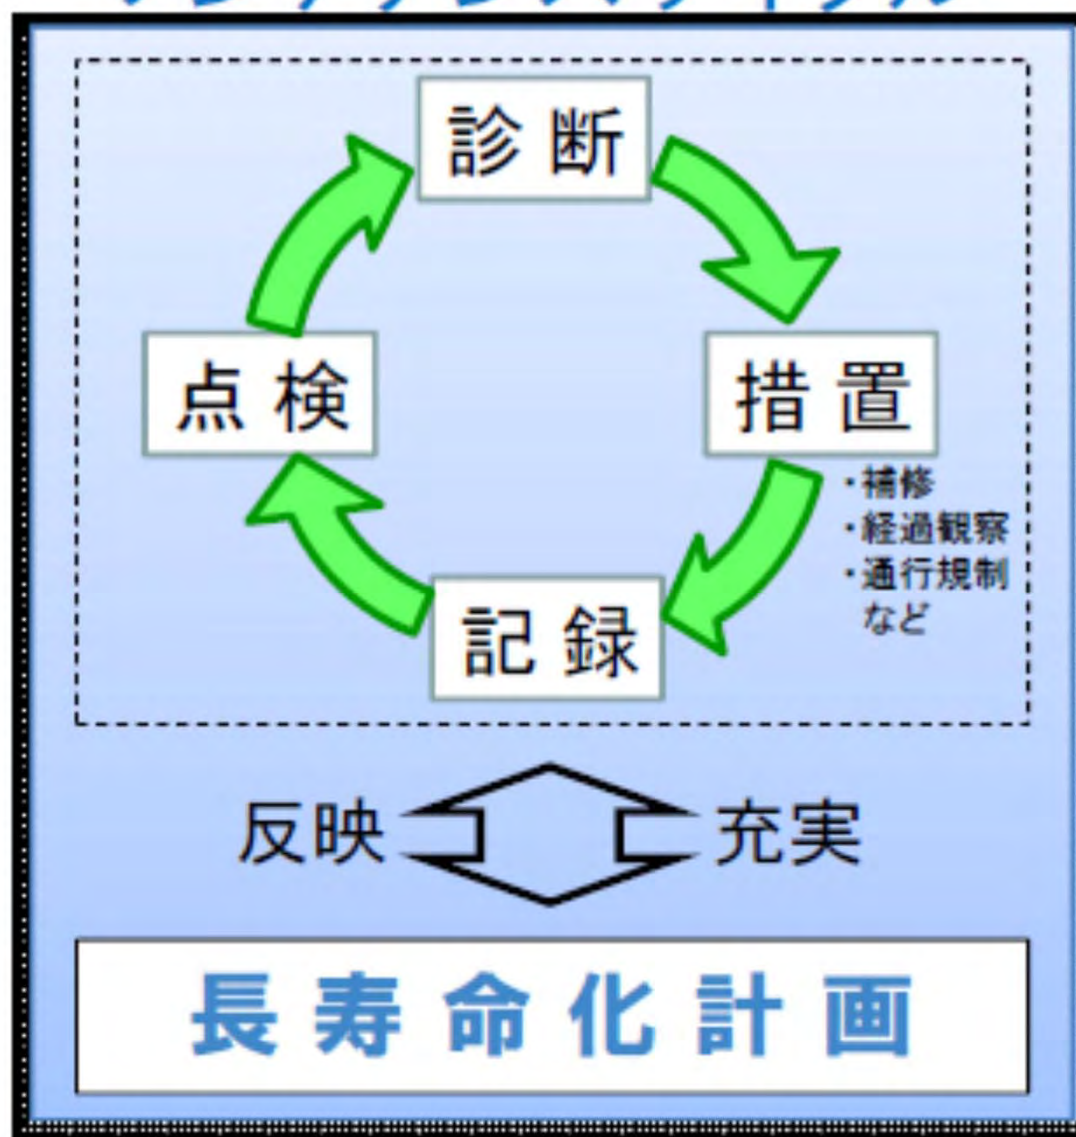 診断
点検
措置
・補修
・経過観察
・通行規制
など
記録
反映
充実
長寿命化計画